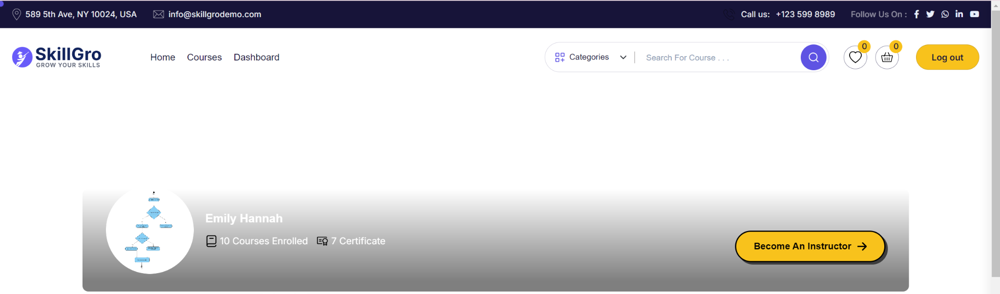 589 5th Ave, NY 10024, USA
info@skillgrodemo.com
Call us: +123 599 8989
Follow Us On :
SkillGro
GROW YOUR SKILLS
Home
Courses
Dashboard
Categories
Search For Course . . .
0
0
Log out
Emily Hannah
10 Courses Enrolled
7 Certificate
Become An Instructor